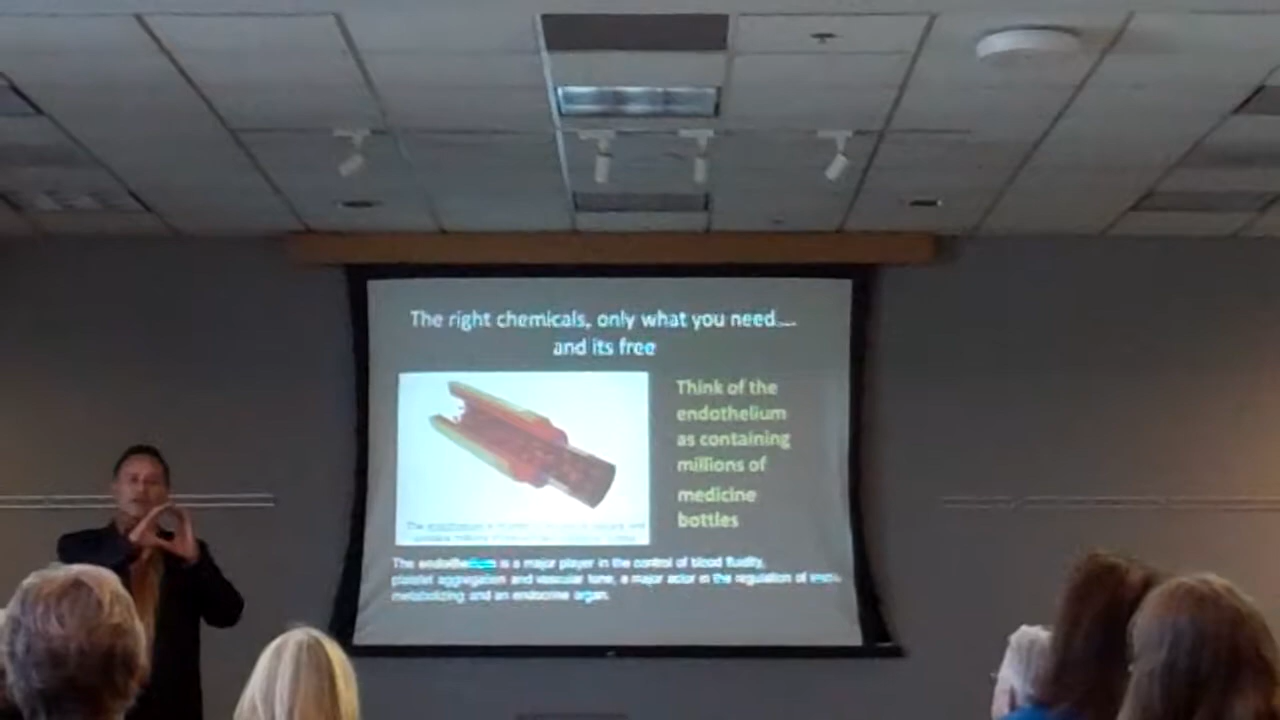 The right chemicals, only what you need....
and its free
Think of the
endothelium
as containing
millions of
medicine
bottles
The endothelium is a major player in the control of blood fluidity,
platelet aggregation and vascular tone, a major actor in the regulation of
metabolizing and an endocrine organ.